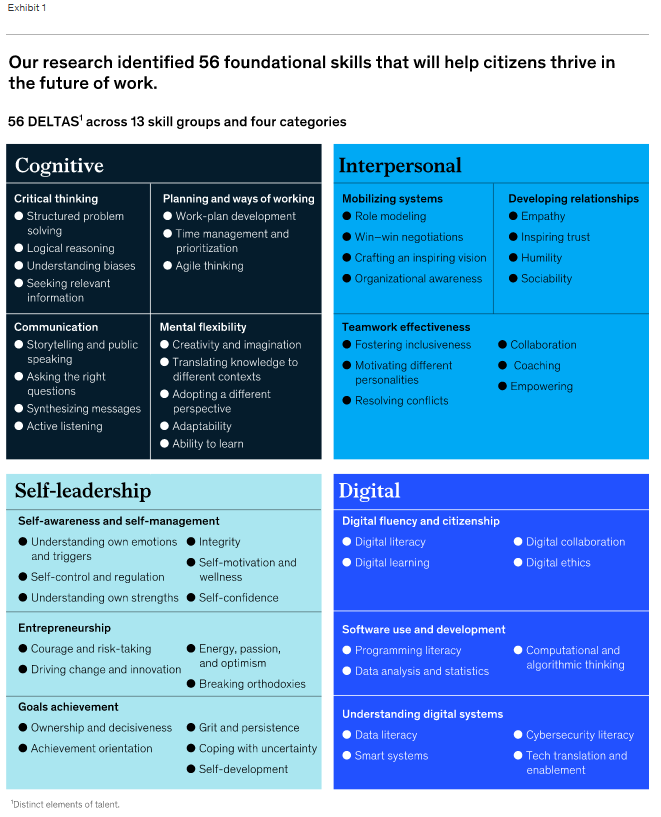 Exhibit 1
Our research identified 56 foundational skills that will help citizens thrive in
the future of work.
56 DELTAS¹ across 13 skill groups and four categories
Cognitive
Critical thinking
Structured problem
solving
Logical reasoning
Understanding biases
Seeking relevant
information
Planning and ways of working
Work-plan development
Time management and
prioritization
Agile thinking
Communication
Storytelling and public
speaking
Asking the right
questions
Synthesizing messages
Active listening
Mental flexibility
Creativity and imagination
Translating knowledge to
different contexts
Adopting a different
perspective
Adaptability
Ability to learn
Interpersonal
Mobilizing systems
Role modeling
Win–win negotiations
Crafting an inspiring vision
Organizational awareness
Developing relationships
Empathy
Inspiring trust
Humility
Sociability
Teamwork effectiveness
Fostering inclusiveness
Motivating different
personalities
Resolving conflicts
Collaboration
Coaching
Empowering
Self-leadership
Self-awareness and self-management
Understanding own emotions
and triggers
Self-control and regulation
Understanding own strengths
Integrity
Self-motivation and
wellness
Self-confidence
Entrepreneurship
Courage and risk-taking
Driving change and innovation
Energy, passion,
and optimism
Breaking orthodoxies
Goals achievement
Ownership and decisiveness
Achievement orientation
Grit and persistence
Coping with uncertainty
Self-development
Digital
Digital fluency and citizenship
Digital literacy
Digital learning
Digital collaboration
Digital ethics
Software use and development
Programming literacy
Data analysis and statistics
Computational and
algorithmic thinking
Understanding digital systems
Data literacy
Smart systems
Cybersecurity literacy
Tech translation and
enablement
¹Distinct elements of talent.